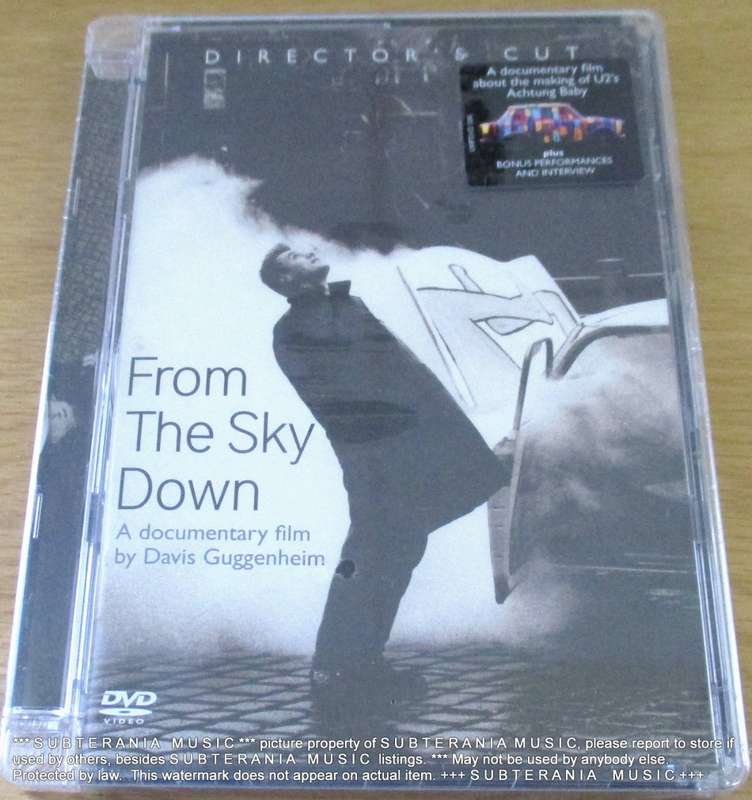 DIRECTOR'S CUT
A documentary film
about the making of U2's
Achtung Baby
plus
BONUS PERFORMANCES
AND INTERVIEW
From
The Sky
Down
A documentary film
by Davis Guggenheim
DVD
VIDEO
*** S U B T E R A N I A   M U S I C *** picture property of S U B T E R A N I A   M U S I C, please report to store if
used by others, besides S U B T E R A N I A   M U S I C  listings. *** May not be used by anybody else.
Protected by law.  This watermark does not appear on actual item. +++ S U B T E R A N I A   M U S I C +++